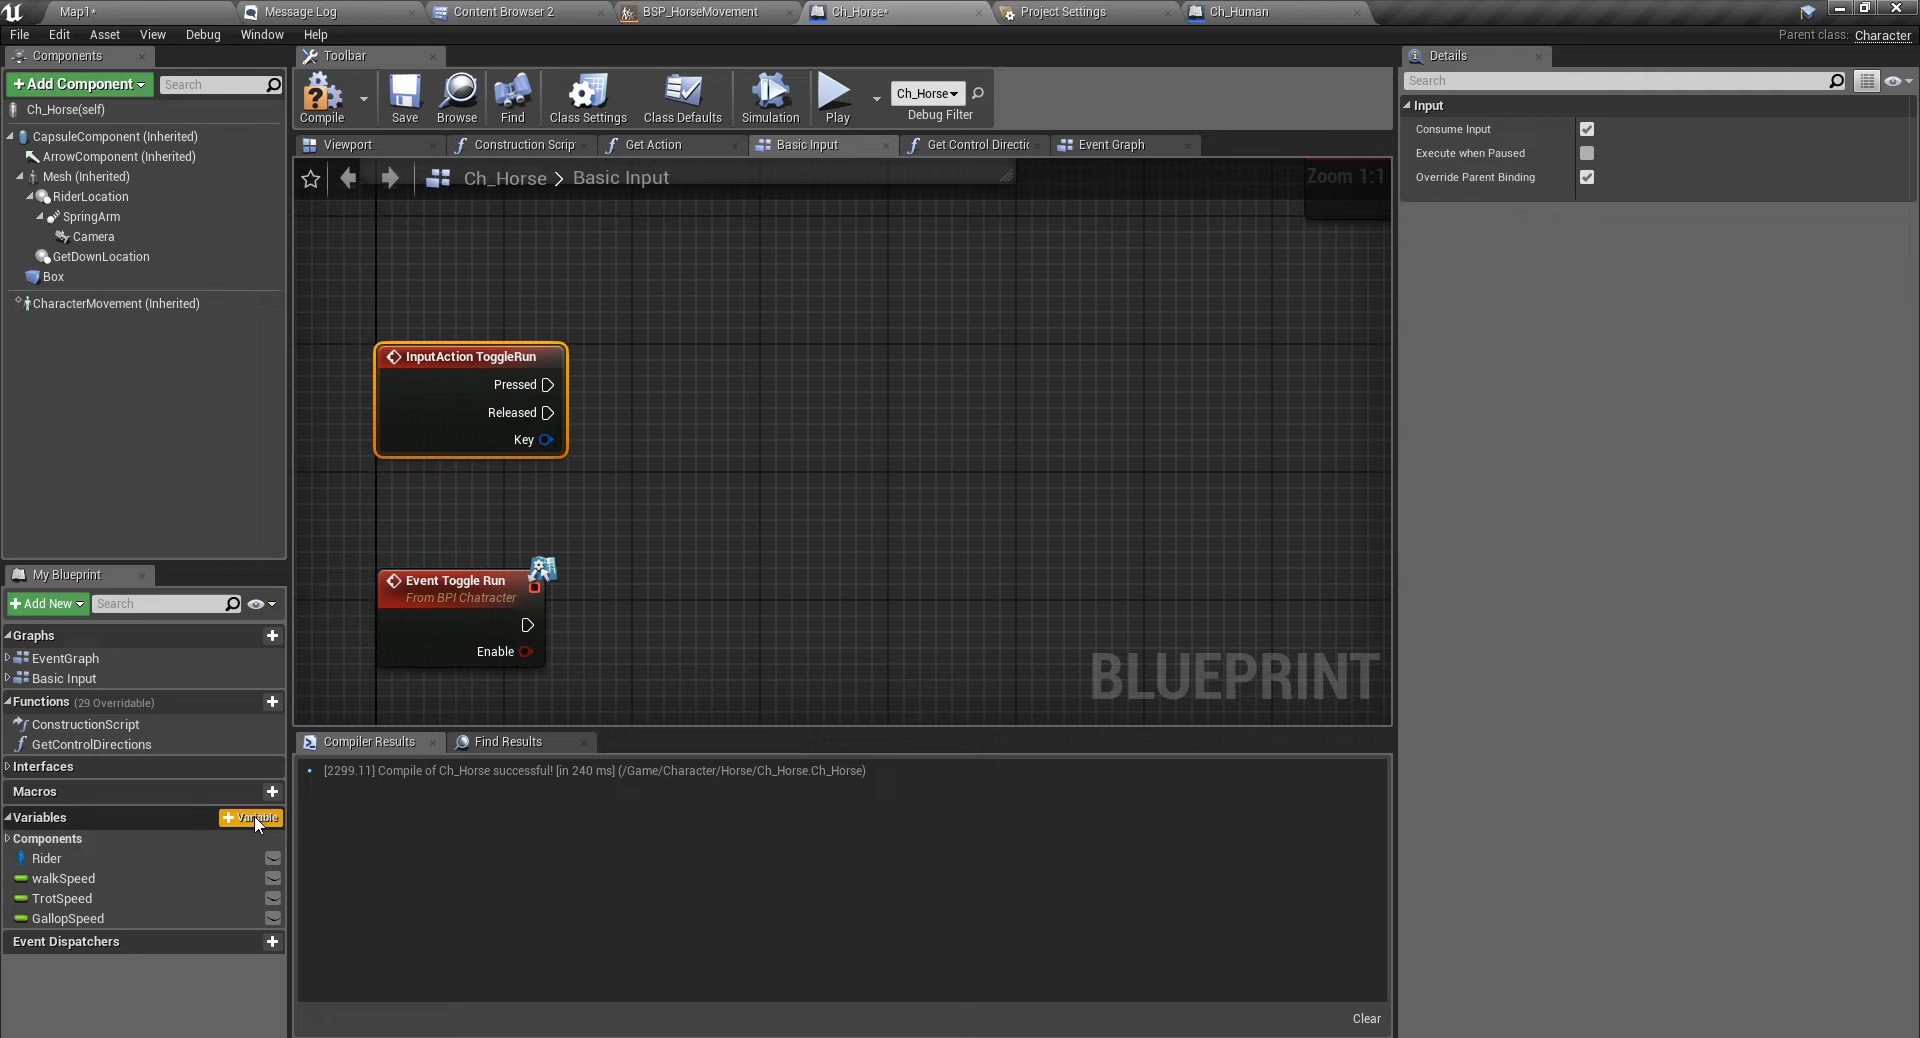 Map1*
Message Log
Content Browser 2
BSP_HorseMovement
Ch_Horse*
Project Settings
Ch_Human
File
Edit
Asset
View
Debug
Window
Help
Parent class: Character
Components
Toolbar
Details
+ Add Component
Search
Compile
Save
Browse
Find
Class Settings
Class Defaults
Simulation
Play
Ch_Horse
Debug Filter
Search
Input
Consume Input
Execute when Paused
Override Parent Binding
Ch_Horse(self)
CapsuleComponent (Inherited)
ArrowComponent (Inherited)
Mesh (Inherited)
RiderLocation
SpringArm
Camera
GetDownLocation
Box
CharacterMovement (Inherited)
Viewport
Construction Scrip
Get Action
Basic Input
Get Control Directic
Event Graph
Ch_Horse > Basic Input
Zoom 1:1
InputAction ToggleRun
Pressed
Released
Key
Event Toggle Run
From BPI Chatracter
Enable
BLUEPRINT
My Blueprint
+ Add New
Search
Graphs
EventGraph
Basic Input
Functions (29 Overridable)
ConstructionScript
GetControlDirections
Interfaces
Macros
Variables
+ Variable
Components
Rider
walkSpeed
TrotSpeed
GallopSpeed
Event Dispatchers
Compiler Results
Find Results
[2299.11] Compile of Ch_Horse successful! [in 240 ms] (/Game/Character/Horse/Ch_Horse.Ch_Horse)
Clear